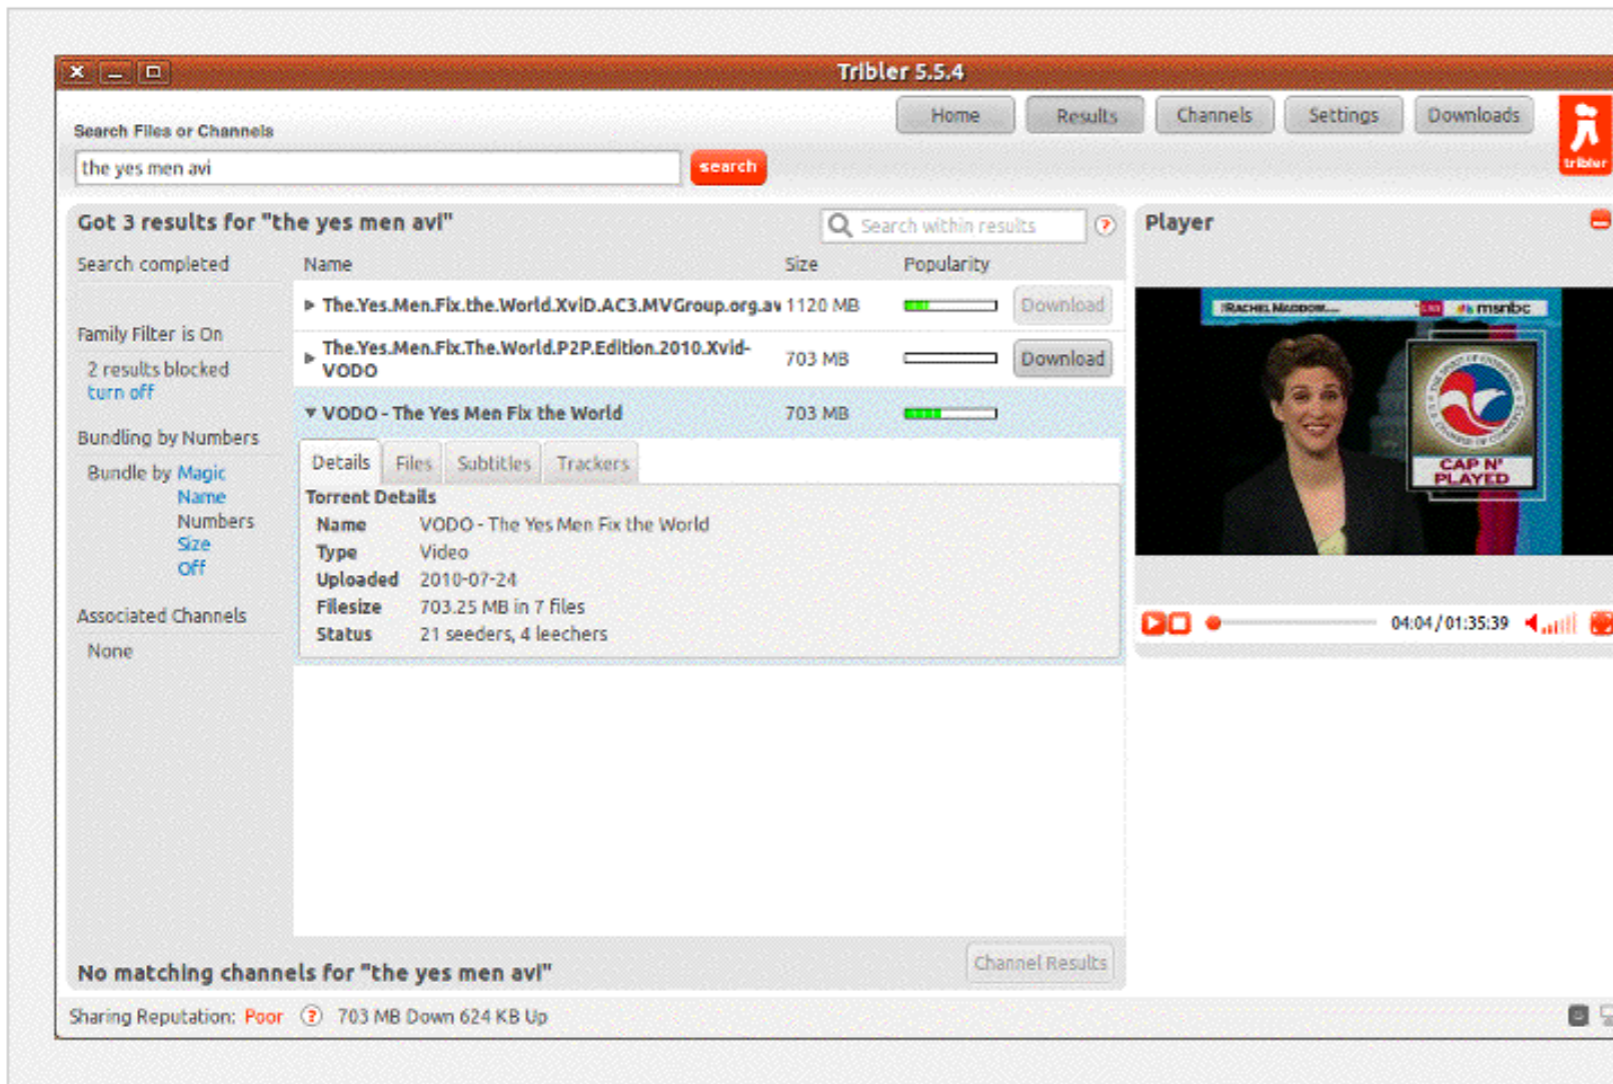 Tribler 5.5.4
Home Results Channels Settings Downloads
tribler
Search Files or Channels
the yes men avi search
Got 3 results for "the yes men avi"
Search within results ?
Player
Search completed
Name Size Popularity
The.Yes.Men.Fix.the.World.XviD.AC3.MVGroup.org.av 1120 MB Download
The.Yes.Men.Fix.The.World.P2P.Edition.2010.Xvid-
VODO 703 MB Download
VODO - The Yes Men Fix the World 703 MB
Family Filter is On
2 results blocked
turn off
Bundling by Numbers
Bundle by Magic
Name
Numbers
Size
Off
Associated Channels
None
Details Files Subtitles Trackers
Torrent Details
Name VODO - The Yes Men Fix the World
Type Video
Uploaded 2010-07-24
Filesize 703.25 MB in 7 files
Status 21 seeders, 4 leechers
RACHEL MADDOW
LIVE msnbc
CAP N'
PLAYED
04:04 / 01:35:39
No matching channels for "the yes men avi"
Channel Results
Sharing Reputation: Poor ? 703 MB Down 624 KB Up